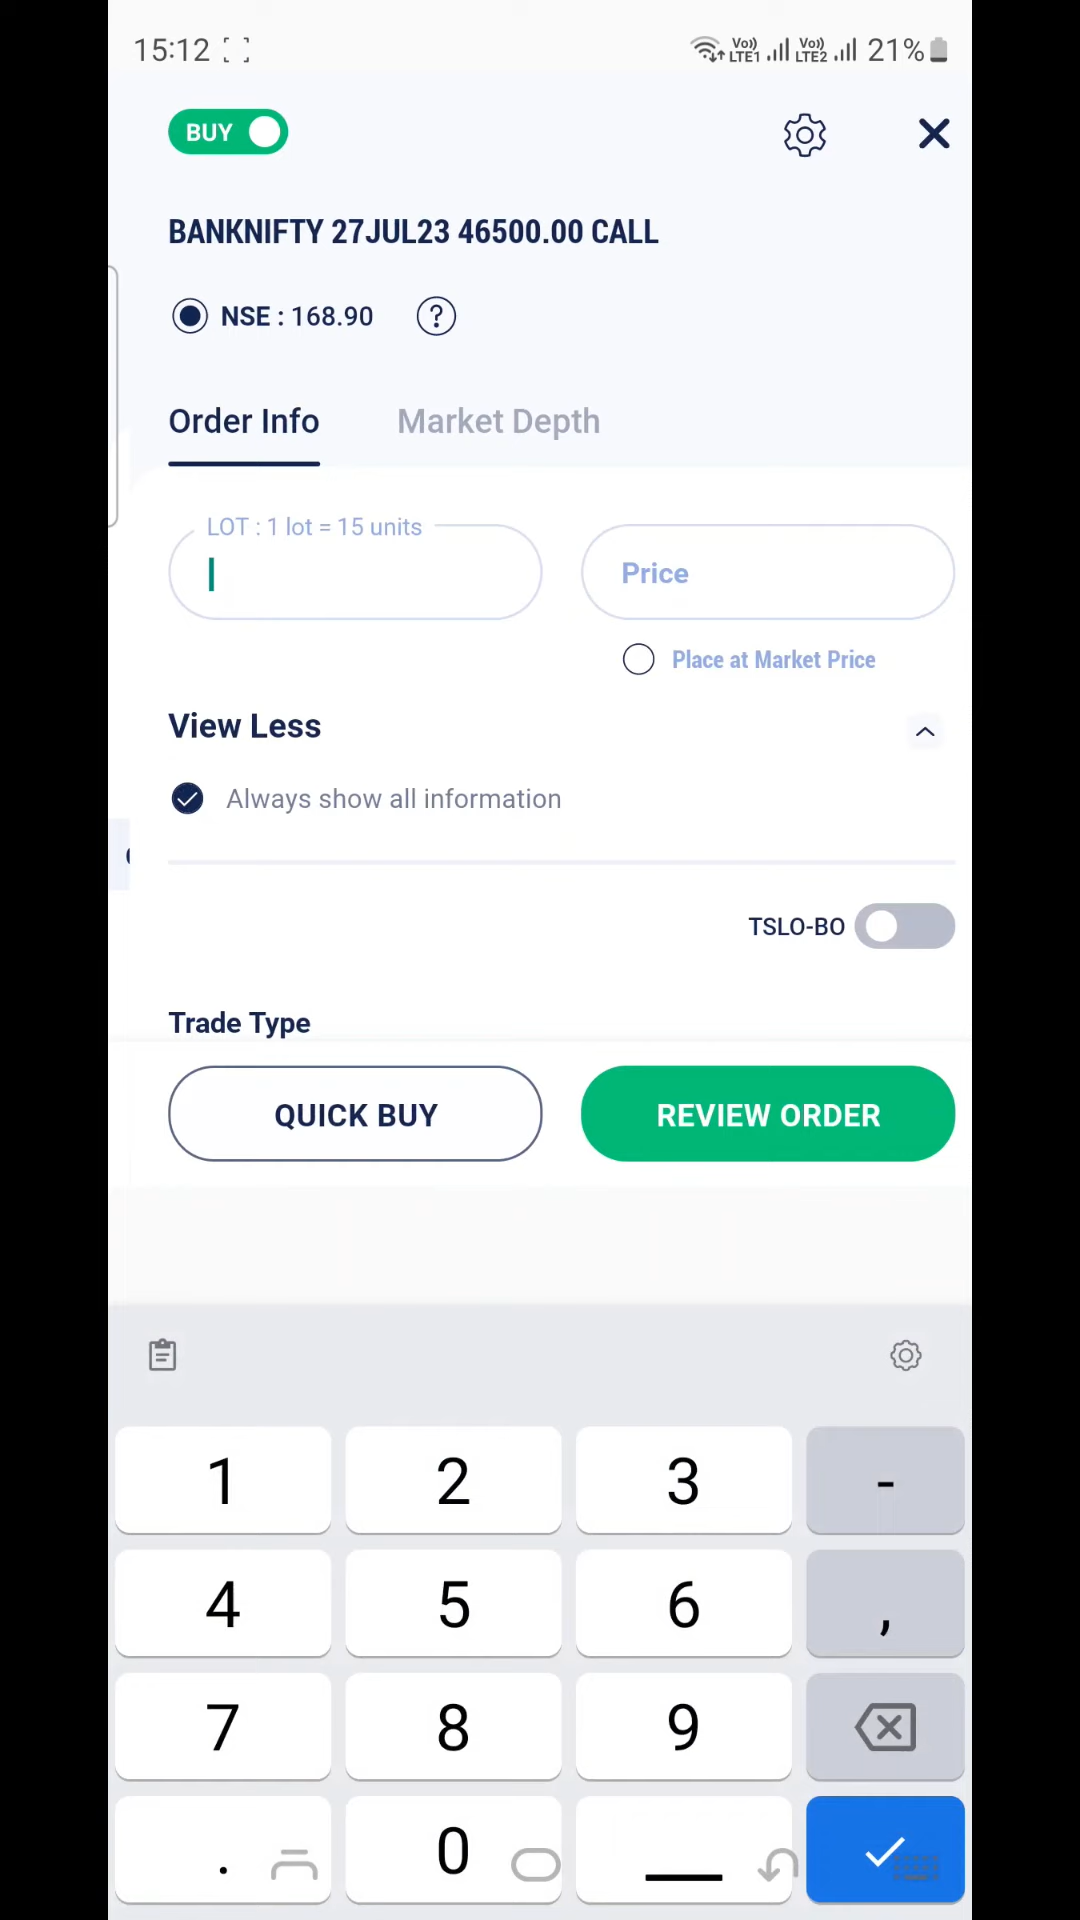 15:12
Vo)) LTE1 Vo)) LTE2 21%
BUY
BANKNIFTY 27JUL23 46500.00 CALL
NSE : 168.90 ?
Order Info Market Depth
LOT : 1 lot = 15 units
Price
Place at Market Price
View Less
Always show all information
TSLO-BO
Trade Type
QUICK BUY REVIEW ORDER
1 2 3 -
4 5 6 ,
7 8 9
. 0